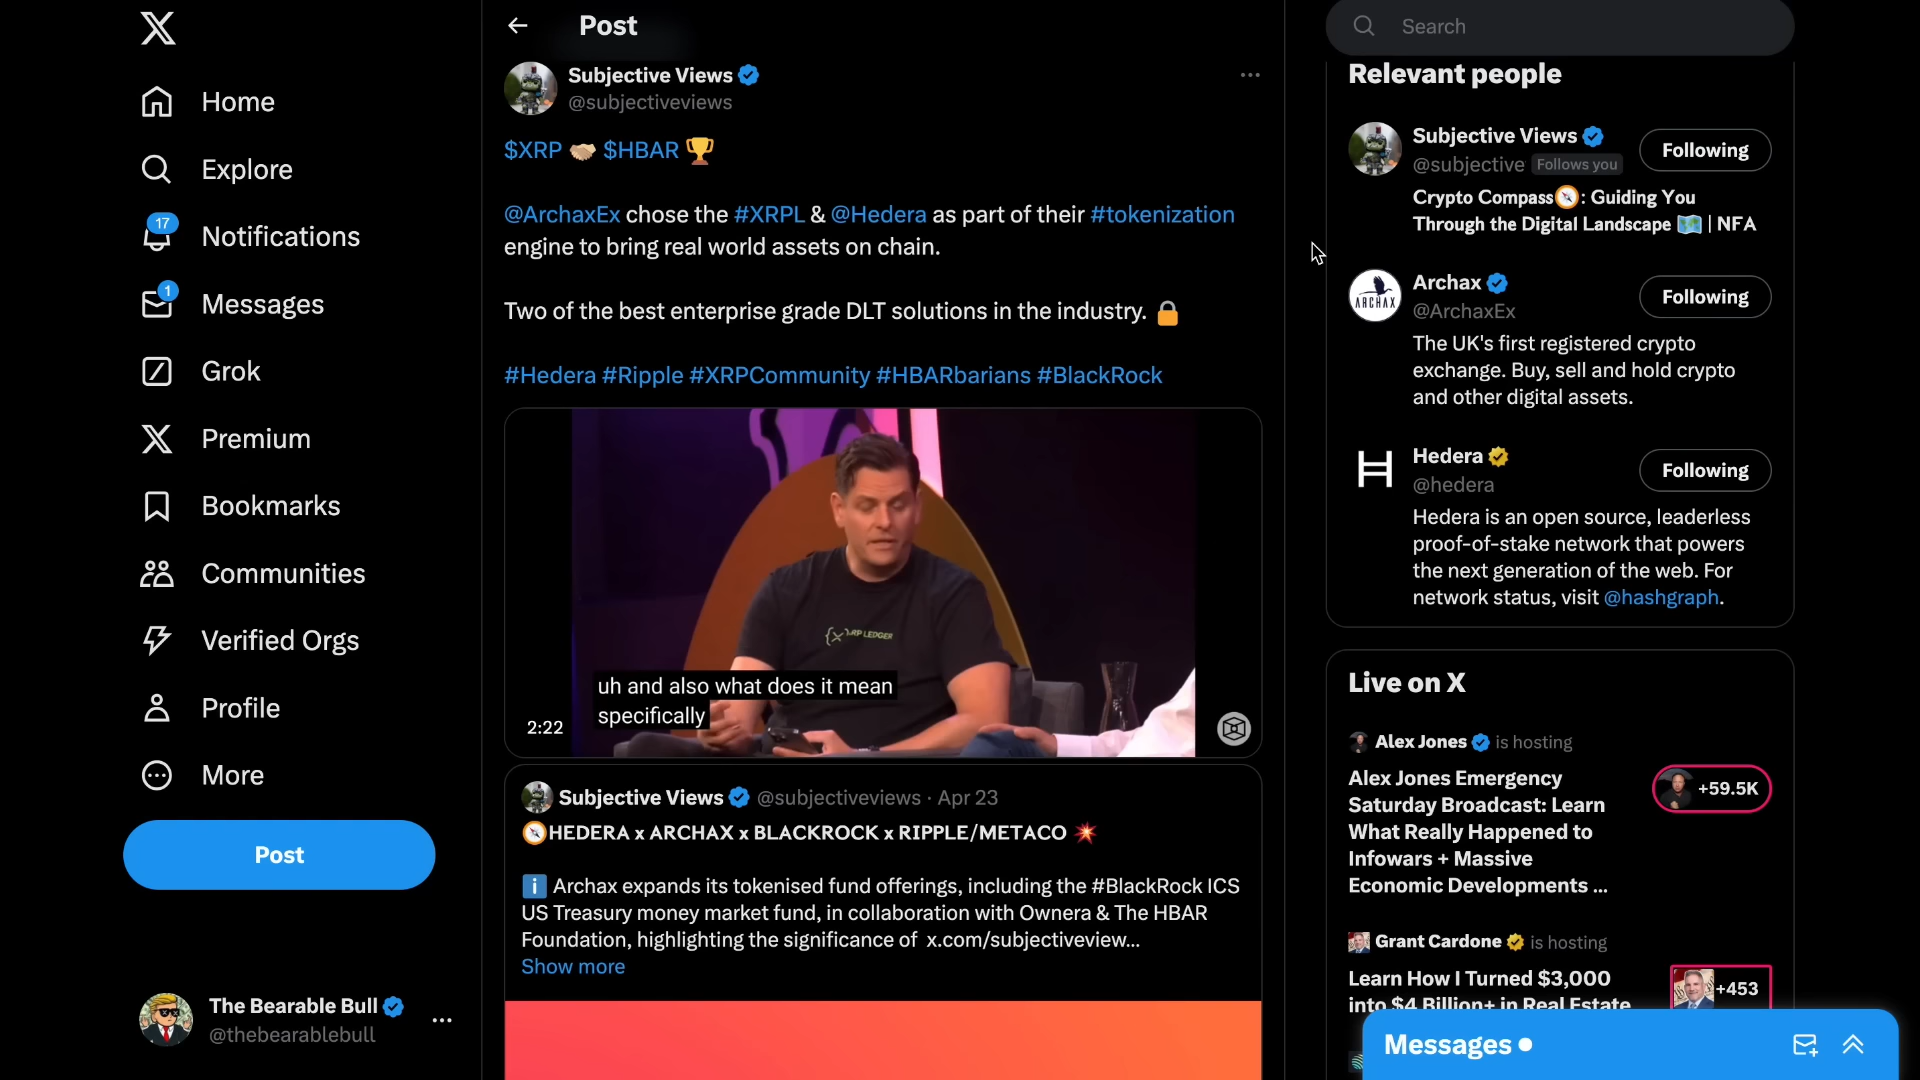 Home
Explore
17
Notifications
1
Messages
Grok
Premium
Bookmarks
Communities
Verified Orgs
Profile
More
Post
The Bearable Bull
@thebearablebull
Post
Subjective Views
@subjectiveviews
$XRP 🤝 $HBAR 🏆
@ArchaxEx chose the #XRPL & @Hedera as part of their #tokenization
engine to bring real world assets on chain.
Two of the best enterprise grade DLT solutions in the industry. 🔒
#Hedera #Ripple #XRPCommunity #HBARbarians #BlackRock
XRP LEDGER
uh and also what does it mean
specifically
2:22
Subjective Views @subjectiveviews · Apr 23
🧭HEDERA x ARCHAX x BLACKROCK x RIPPLE/METACO 💥
ℹ️ Archax expands its tokenised fund offerings, including the #BlackRock ICS
US Treasury money market fund, in collaboration with Ownera & The HBAR
Foundation, highlighting the significance of x.com/subjectiveview...
Show more
Search
Relevant people
Subjective Views
@subjective Follows you
Following
Crypto Compass🧭: Guiding You
Through the Digital Landscape 🗺️ | NFA
ARCHAX
Archax
@ArchaxEx
Following
The UK's first registered crypto
exchange. Buy, sell and hold crypto
and other digital assets.
Hedera
@hedera
Following
Hedera is an open source, leaderless
proof-of-stake network that powers
the next generation of the web. For
network status, visit @hashgraph.
Live on X
Alex Jones is hosting
Alex Jones Emergency
Saturday Broadcast: Learn
What Really Happened to
Infowars + Massive
Economic Developments ...
+59.5K
Grant Cardone is hosting
Learn How I Turned $3,000
into $4 Billion+ in Real Estate
+453
Messages